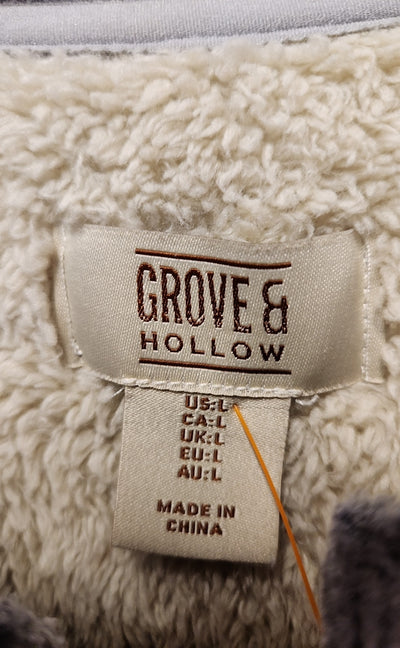 GROVE &
HOLLOW
US:L
CA:L
UK:L
EU:L
AU:L
MADE IN
CHINA